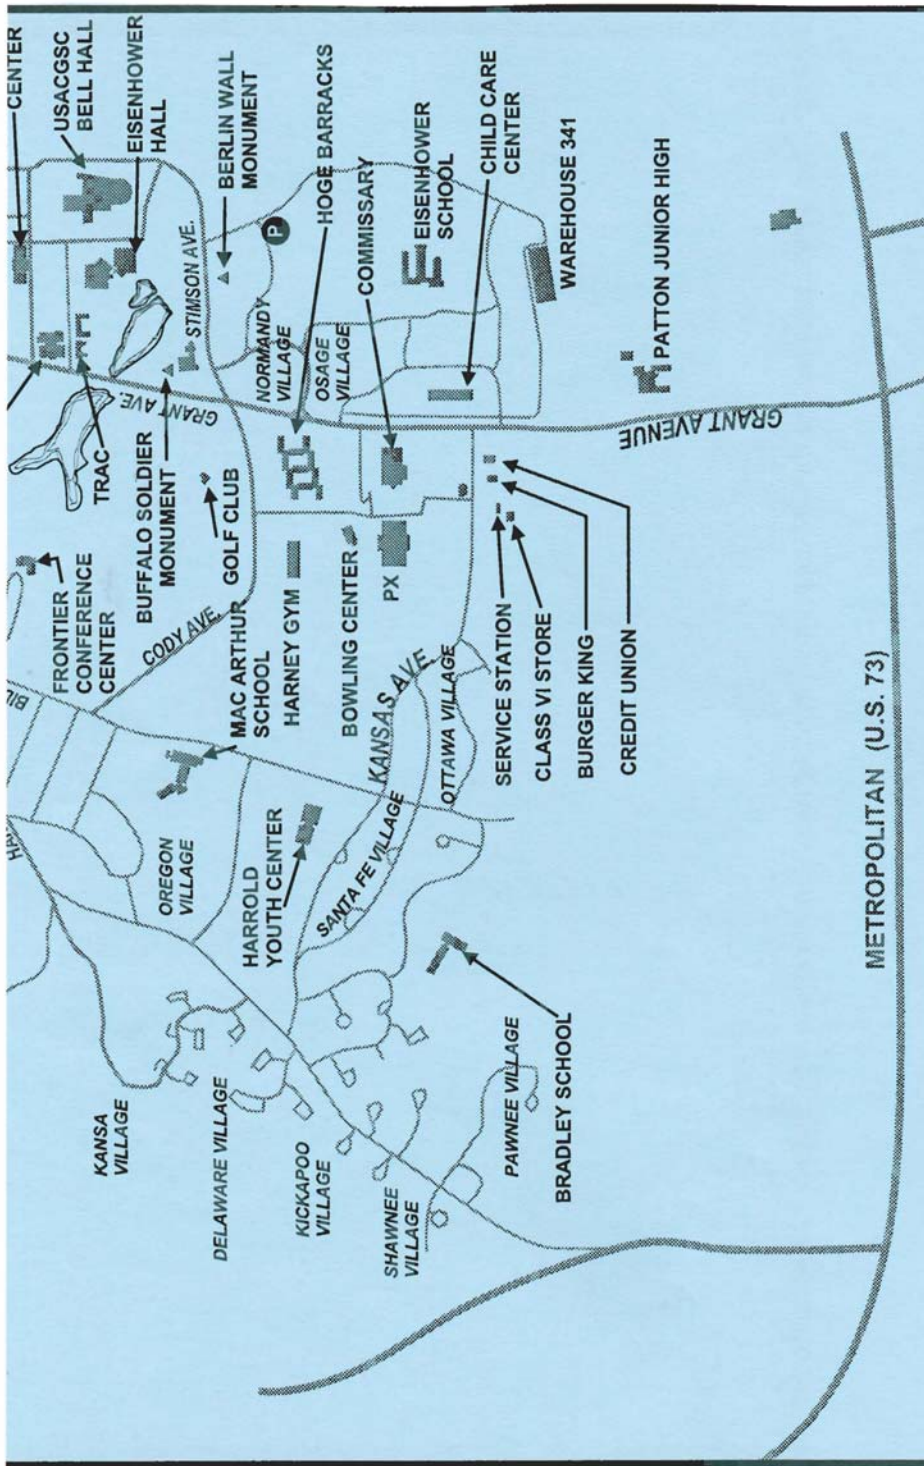 CENTER
USACGSC
BELL HALL
EISENHOWER
HALL
STIMSON AVE.
BERLIN WALL
MONUMENT
P
HOGE BARRACKS
COMMISSARY
EISENHOWER
SCHOOL
CHILD CARE
CENTER
WAREHOUSE 341
PATTON JUNIOR HIGH
NORMANDY
VILLAGE
OSAGE
VILLAGE
GRANT AVE.
GRANT AVENUE
TRAC
BUFFALO SOLDIER
MONUMENT
GOLF CLUB
FRONTIER
CONFERENCE
CENTER
CODY AVE.
MAC ARTHUR
SCHOOL
HARNEY GYM
BOWLING CENTER
PX
KANSAS AVE.
OTTAWA VILLAGE
SERVICE STATION
CLASS VI STORE
BURGER KING
CREDIT UNION
METROPOLITAN (U.S. 73)
OREGON
VILLAGE
HARROLD
YOUTH CENTER
SANTA FE VILLAGE
KANSA
VILLAGE
DELAWARE VILLAGE
KICKAPOO
VILLAGE
SHAWNEE
VILLAGE
PAWNEE VILLAGE
BRADLEY SCHOOL